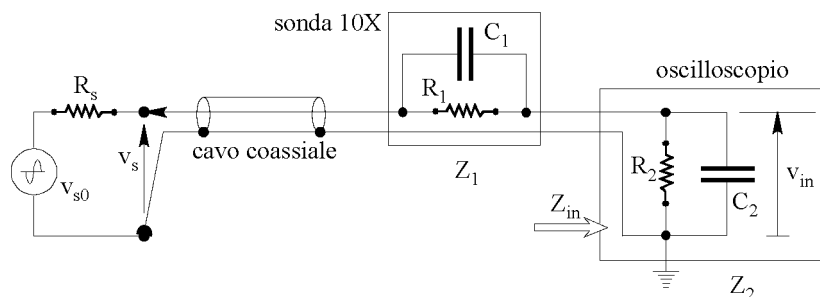 sonda 10X
C1
oscilloscopio
Rs
R1
vs
cavo coassiale
vs0
Z1
R2
C2
vin
Zin
Z2